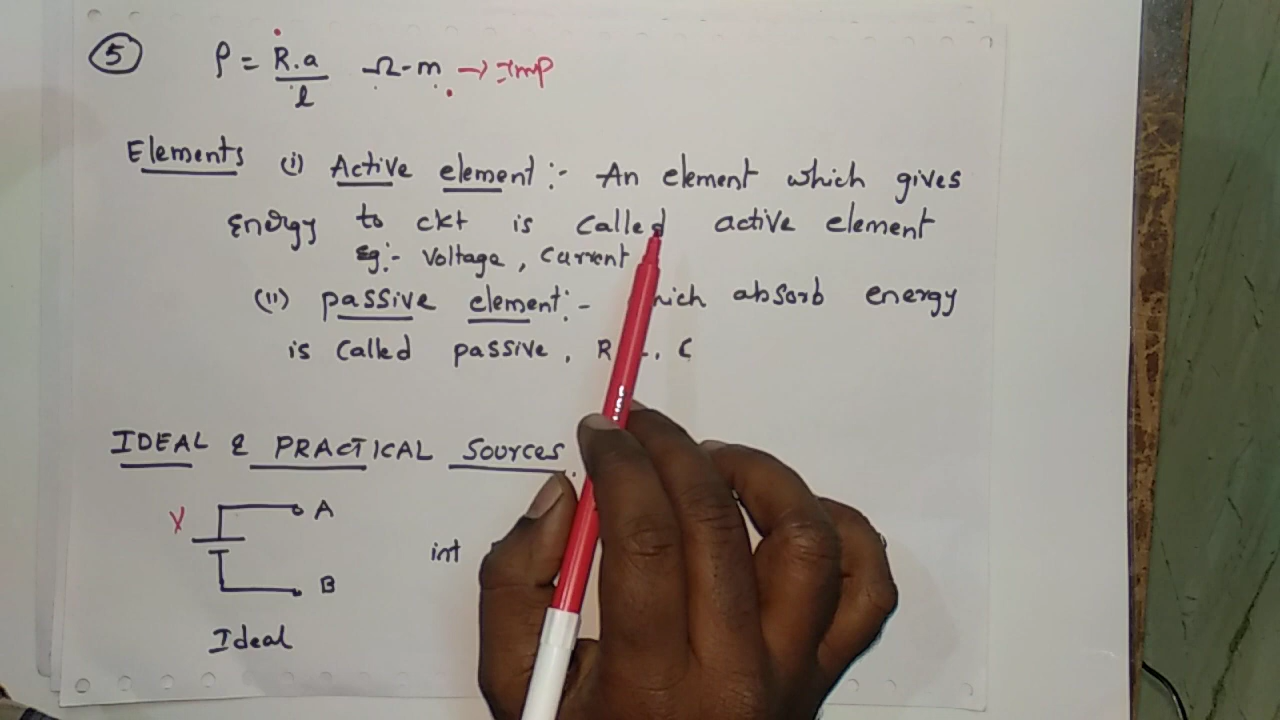 5 ρ = R.a / l Ω-m → Imp
Elements (i) Active element :- An element which gives
energy to ckt is called active element
Eg:- Voltage, Current
(ii) passive element :- which absorb energy
is called passive, R, L, C
IDEAL & PRACTICAL SOURCES
V A
int
B
Ideal